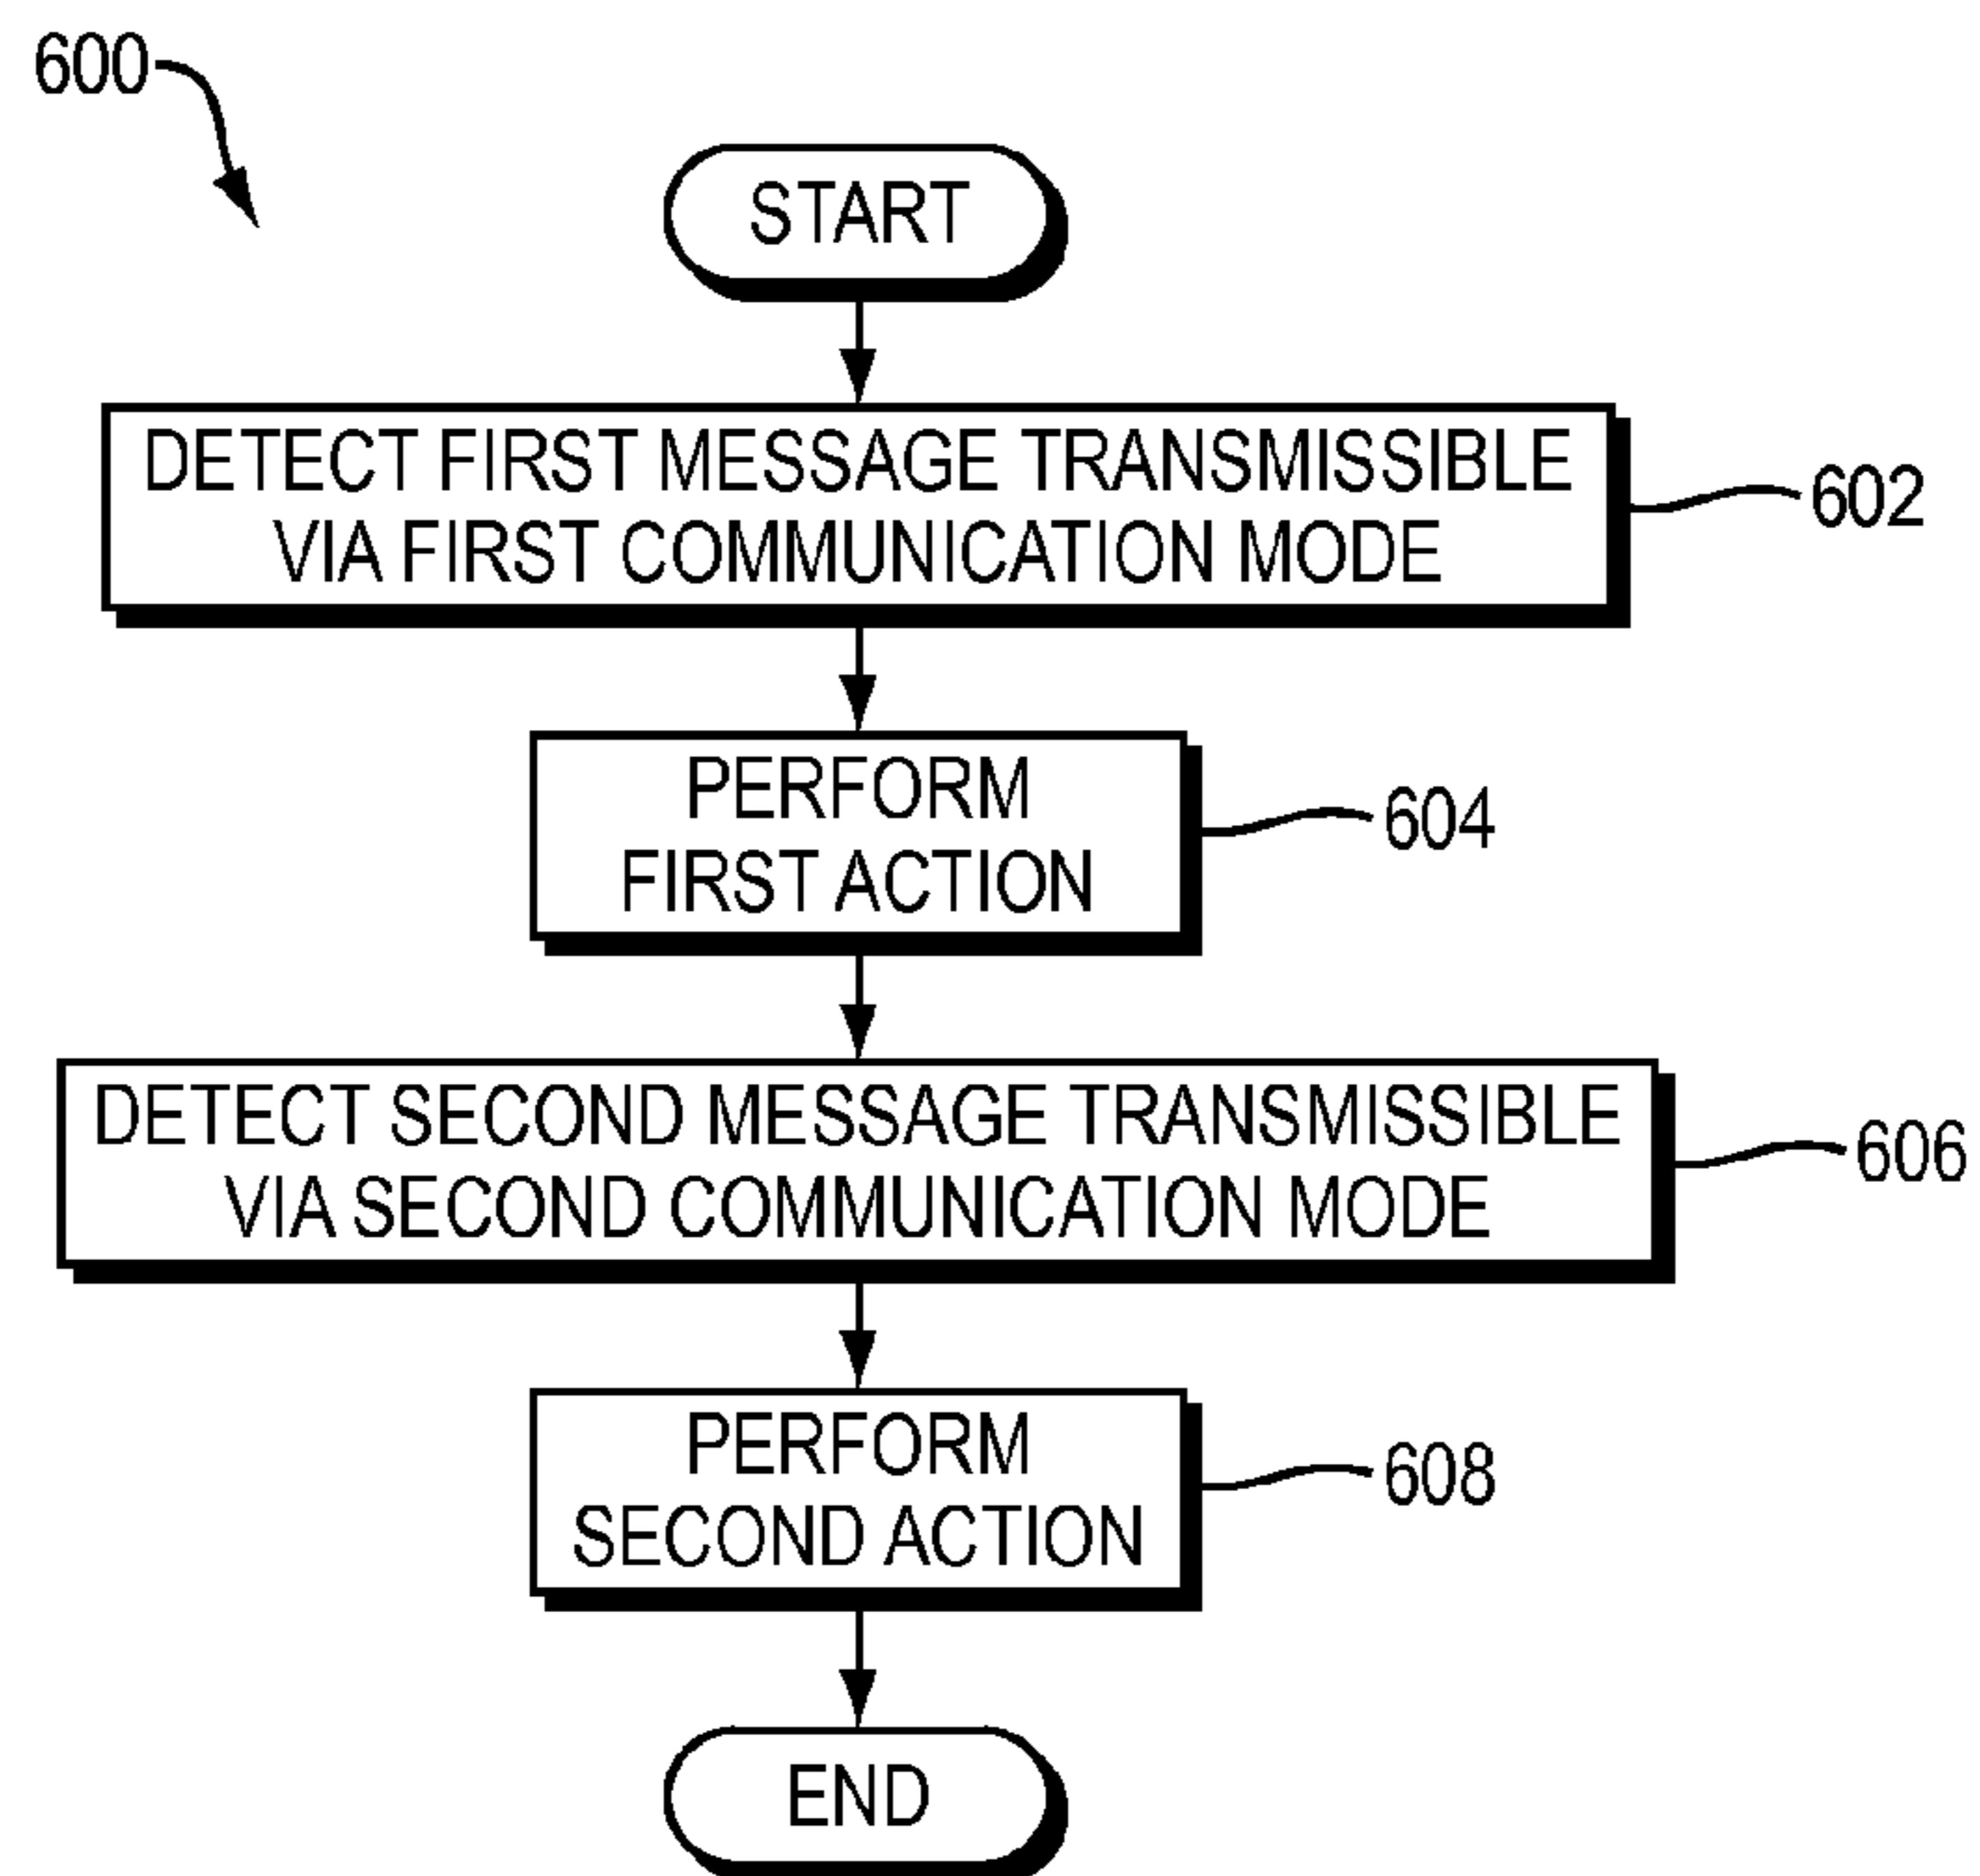 600
START
DETECT FIRST MESSAGE TRANSMISSIBLE
VIA FIRST COMMUNICATION MODE
602
PERFORM
FIRST ACTION
604
DETECT SECOND MESSAGE TRANSMISSIBLE
VIA SECOND COMMUNICATION MODE
606
PERFORM
SECOND ACTION
608
END